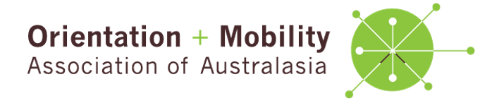 Orientation + Mobility
Association of Australasia